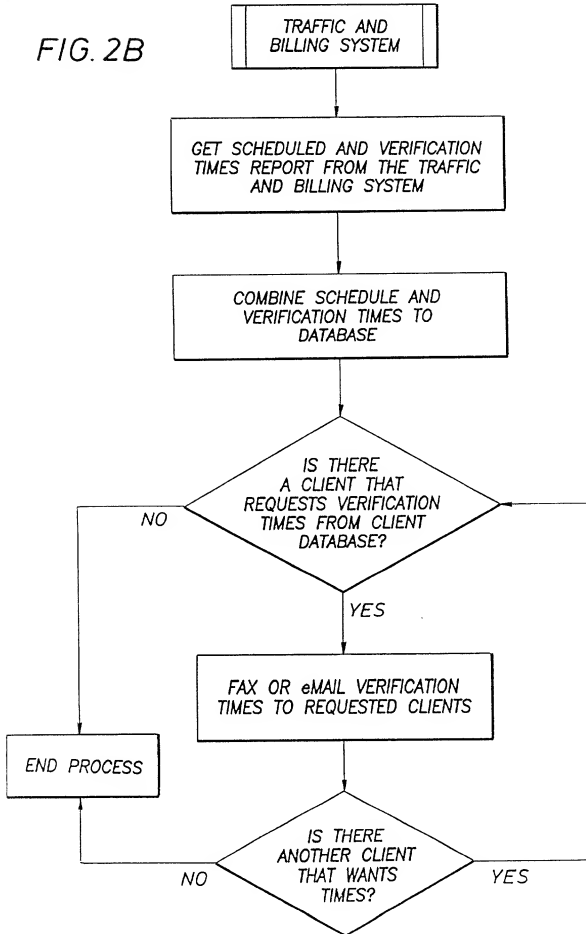 FIG. 2B
TRAFFIC AND
BILLING SYSTEM
GET SCHEDULED AND VERIFICATION
TIMES REPORT FROM THE TRAFFIC
AND BILLING SYSTEM
COMBINE SCHEDULE AND
VERIFICATION TIMES TO
DATABASE
IS THERE
A CLIENT THAT
REQUESTS VERIFICATION
TIMES FROM CLIENT
DATABASE?
NO
YES
FAX OR eMAIL VERIFICATION
TIMES TO REQUESTED CLIENTS
END PROCESS
IS THERE
ANOTHER CLIENT
THAT WANTS
TIMES?
NO
YES